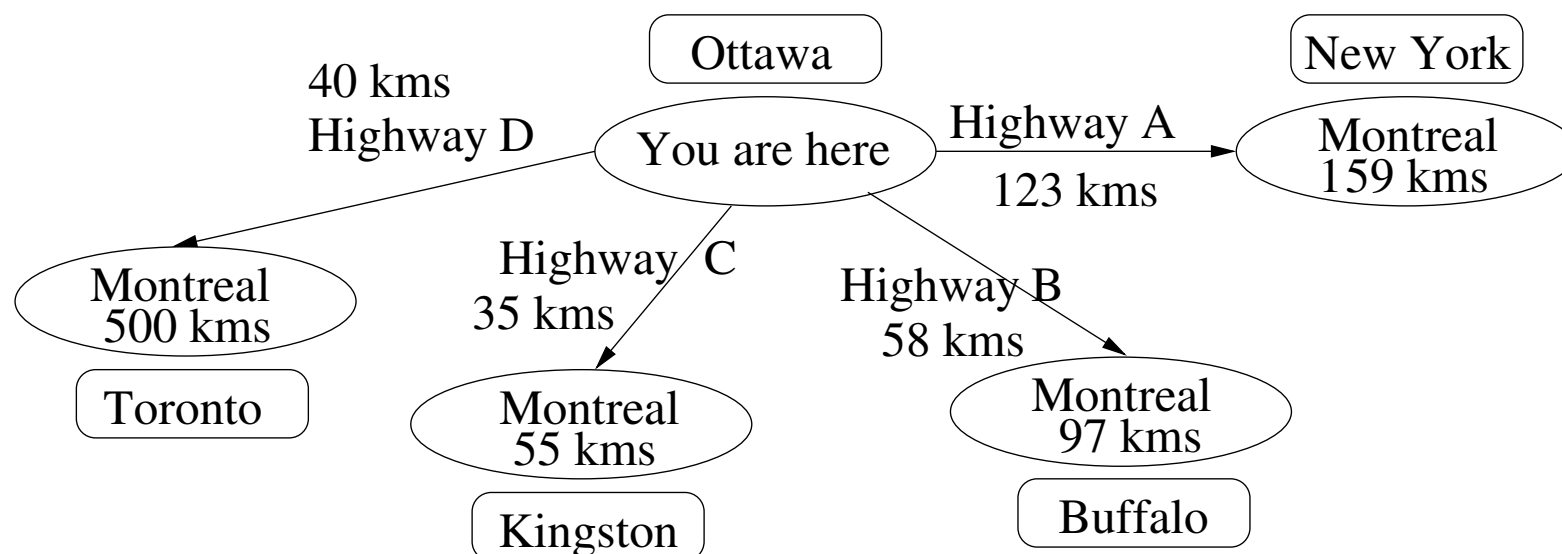 Ottawa
New York
40 kms
Highway D
You are here
Highway A
123 kms
Montreal
159 kms
Montreal
500 kms
Toronto
Highway C
35 kms
Montreal
55 kms
Kingston
Highway B
58 kms
Montreal
97 kms
Buffalo